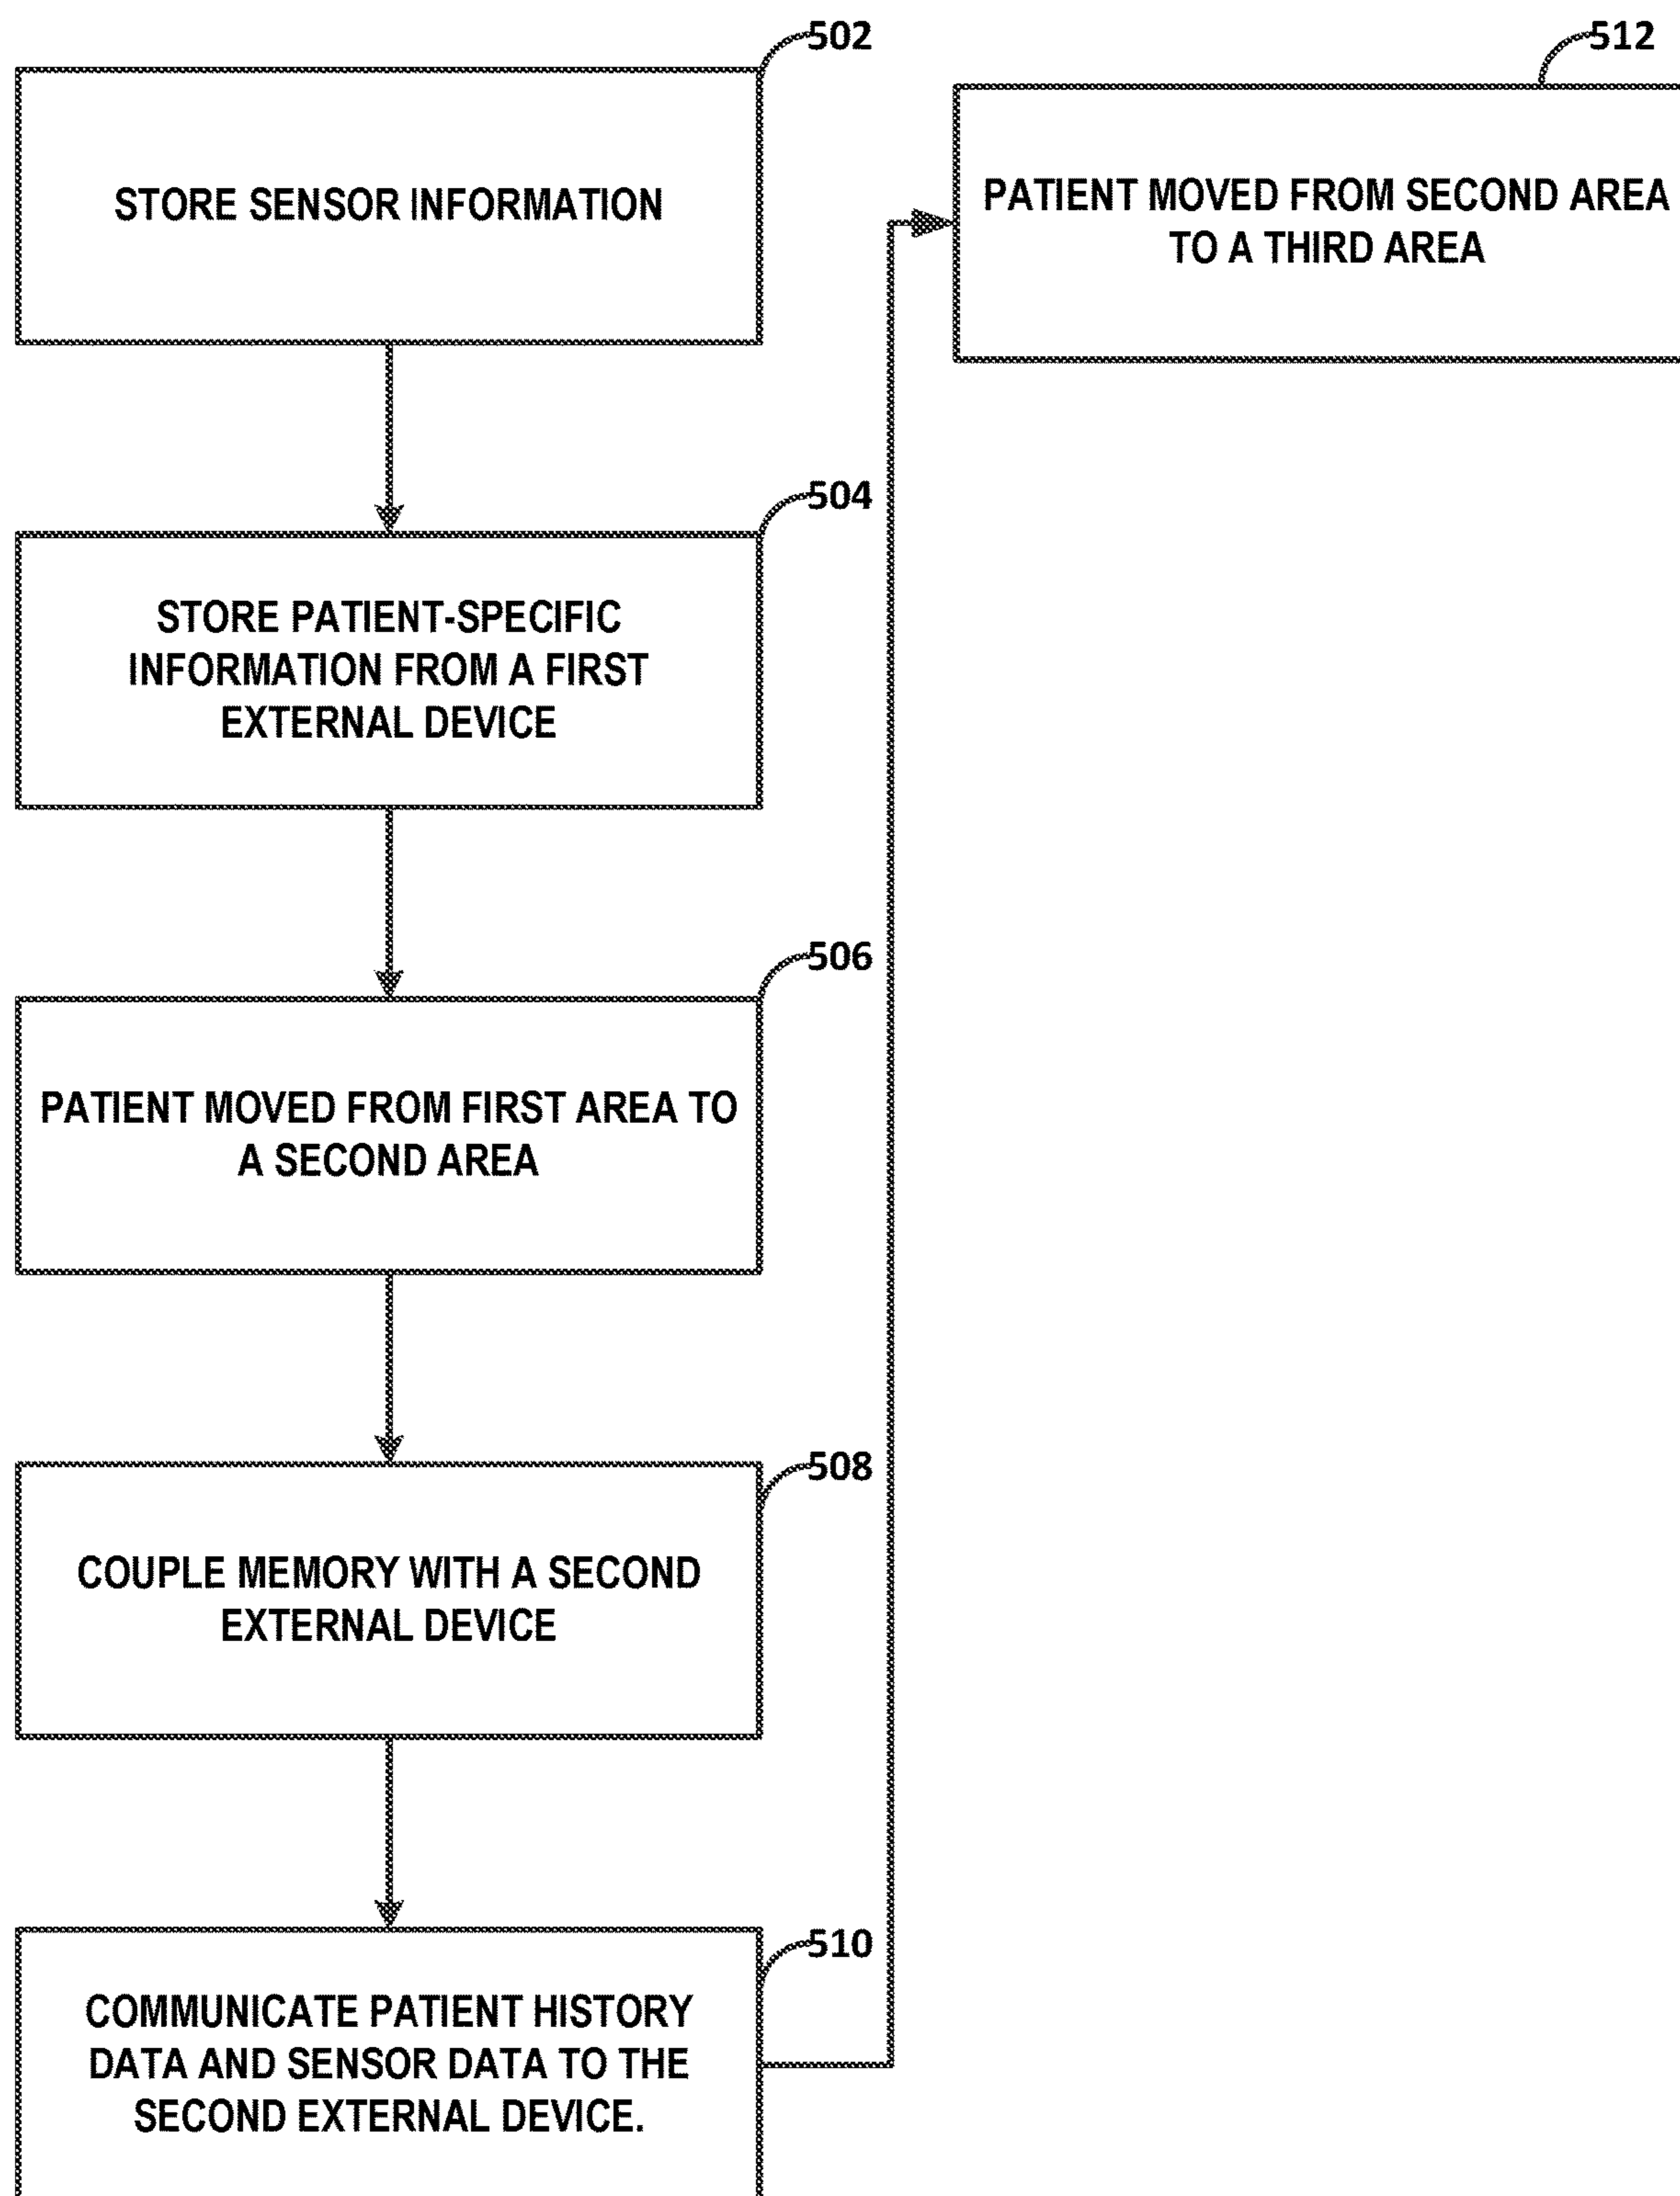 502
STORE SENSOR INFORMATION
504
STORE PATIENT-SPECIFIC
INFORMATION FROM A FIRST
EXTERNAL DEVICE
506
PATIENT MOVED FROM FIRST AREA TO
A SECOND AREA
508
COUPLE MEMORY WITH A SECOND
EXTERNAL DEVICE
510
COMMUNICATE PATIENT HISTORY
DATA AND SENSOR DATA TO THE
SECOND EXTERNAL DEVICE.
512
PATIENT MOVED FROM SECOND AREA
TO A THIRD AREA